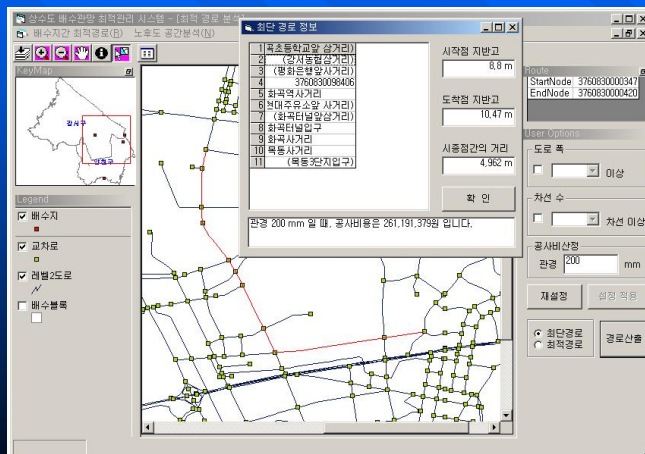 상수도 배수관망 최적관리 시스템 - [최적 경로 분석]
배수지간 최적경로(R) 노후도 공간분석(N)
KeyMap
강서구
양천구
Legend
배수지
교차로
레벨2도로
배수블록
최단 경로 정보
1 곡초등학교앞 삼거리)
2 (강서농협삼거리)
3 (평화은행앞사거리)
4 3760830098406
5 화곡역사거리
6 현대주유소앞 사거리)
7 (화곡터널앞삼거리)
8 화곡터널입구
9 화곡사거리
10 목동사거리
11 (목동3단지입구)
시작점 지반고
8,8 m
도착점 지반고
10,47 m
시종점간의 거리
4,962 m
확 인
관경 200 mm 일 때, 공사비용은 261,191,379원 입니다.
Route
StartNode 3760830000347
EndNode 3760830000420
User Options
도로 폭
이상
차선 수
차선 이상
공사비산정
관경 200 mm
재설정
설정 적용
최단경로
최적경로
경로산출